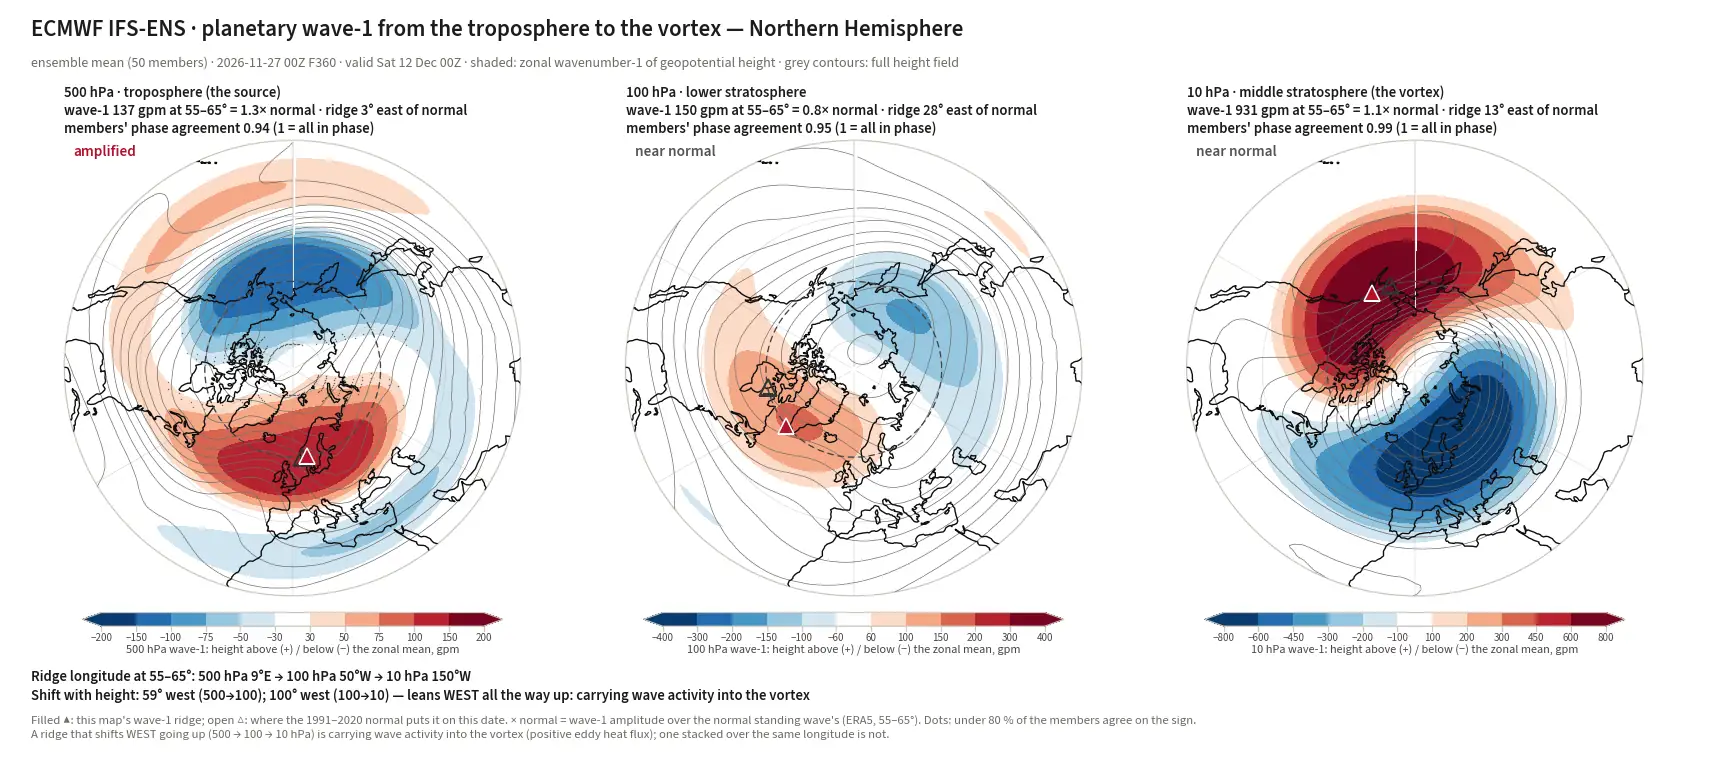 ECMWF IFS-ENS · planetary wave-1 from the troposphere to the vortex — Northern Hemisphere
ensemble mean (50 members) · 2026-11-27 00Z F360 · valid Sat 12 Dec 00Z · shaded: zonal wavenumber-1 of geopotential height · grey contours: full height field
500 hPa · troposphere (the source)
wave-1 137 gpm at 55–65° = 1.3× normal · ridge 3° east of normal
members' phase agreement 0.94 (1 = all in phase)
amplified
100 hPa · lower stratosphere
wave-1 150 gpm at 55–65° = 0.8× normal · ridge 28° east of normal
members' phase agreement 0.95 (1 = all in phase)
near normal
10 hPa · middle stratosphere (the vortex)
wave-1 931 gpm at 55–65° = 1.1× normal · ridge 13° east of normal
members' phase agreement 0.99 (1 = all in phase)
near normal
−200 −150 −100 −75 −50 −30 30 50 75 100 150 200
500 hPa wave-1: height above (+) / below (−) the zonal mean, gpm
−400 −300 −200 −150 −100 −60 60 100 150 200 300 400
100 hPa wave-1: height above (+) / below (−) the zonal mean, gpm
−800 −600 −450 −300 −200 −100 100 200 300 450 600 800
10 hPa wave-1: height above (+) / below (−) the zonal mean, gpm
Ridge longitude at 55–65°: 500 hPa 9°E → 100 hPa 50°W → 10 hPa 150°W
Shift with height: 59° west (500→100); 100° west (100→10) — leans WEST all the way up: carrying wave activity into the vortex
Filled ▲: this map's wave-1 ridge; open △: where the 1991–2020 normal puts it on this date. × normal = wave-1 amplitude over the normal standing wave's (ERA5, 55–65°). Dots: under 80 % of the members agree on the sign.
A ridge that shifts WEST going up (500 → 100 → 10 hPa) is carrying wave activity into the vortex (positive eddy heat flux); one stacked over the same longitude is not.